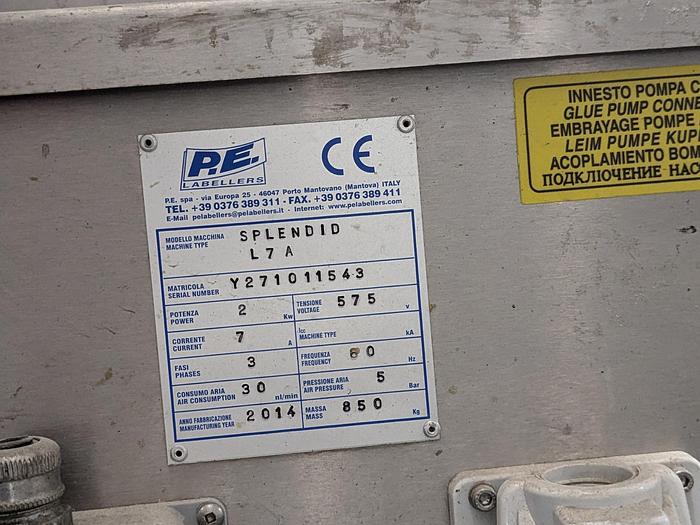 P.E.
LABELLERS
CE
P.E. spa - via Europa 25 - 46047 Porto Mantovano (Mantova) ITALY
TEL. +39 0376 389 311 - FAX. +39 0376 389 411
E-Mail pelabellers@pelabellers.it - Internet: www.pelabellers.com
MODELLO MACCHINA
MACHINE TYPE
SPLENDID
L7A
MATRICOLA
SERIAL NUMBER
Y271011543
POTENZA
POWER
2 Kw
TENSIONE
VOLTAGE
575 V
CORRENTE
CURRENT
7 A
Icc
MACHINE TYPE
kA
FASI
PHASES
3
FREQUENZA
FREQUENCY
60 Hz
CONSUMO ARIA
AIR CONSUMPTION
30 nl/min
PRESSIONE ARIA
AIR PRESSURE
5 Bar
ANNO FABBRICAZIONE
MANUFACTURING YEAR
2014
MASSA
MASS
850 Kg
INNESTO POMPA C
GLUE PUMP CONNE
EMBRAYAGE POMPE
LEIM PUMPE KUP
ACOPLAMIENTO BOM
ПОДКЛЮЧЕНИЕ НАС